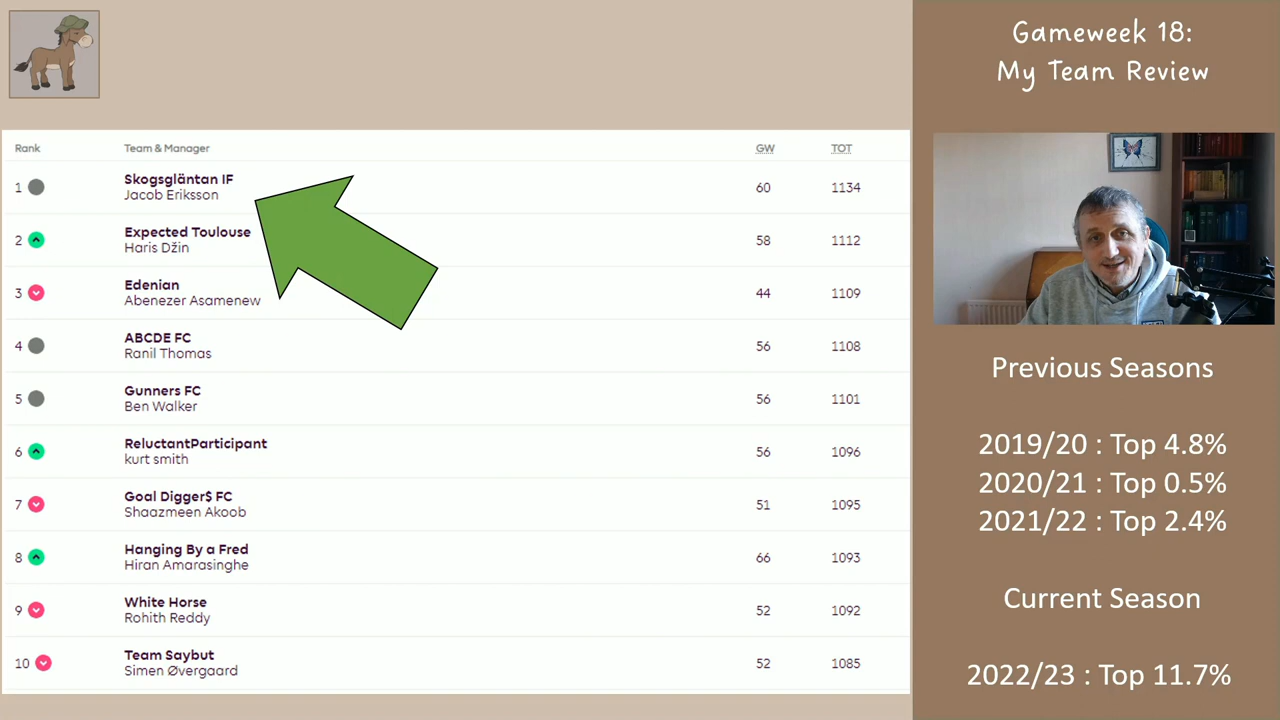 Gameweek 18:
My Team Review
Rank Team & Manager GW TOT
1 Skogsgläntan IF 60 1134
Jacob Eriksson
2 Expected Toulouse 58 1112
Haris Džin
3 Edenian 44 1109
Abenezer Asamenew
4 ABCDE FC 56 1108
Ranil Thomas
5 Gunners FC 56 1101
Ben Walker
6 ReluctantParticipant 56 1096
kurt smith
7 Goal Digger$ FC 51 1095
Shaazmeen Akoob
8 Hanging By a Fred 66 1093
Hiran Amarasinghe
9 White Horse 52 1092
Rohith Reddy
10 Team Saybut 52 1085
Simen Øvergaard
Previous Seasons
2019/20 : Top 4.8%
2020/21 : Top 0.5%
2021/22 : Top 2.4%
Current Season
2022/23 : Top 11.7%